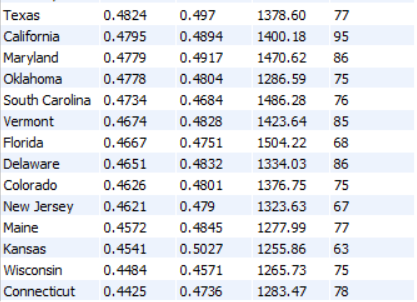 Texas 0.4824 0.497 1378.60 77
California 0.4795 0.4894 1400.18 95
Maryland 0.4779 0.4917 1470.62 86
Oklahoma 0.4778 0.4804 1286.59 75
South Carolina 0.4734 0.4684 1486.28 76
Vermont 0.4674 0.4828 1423.64 85
Florida 0.4667 0.4751 1504.22 68
Delaware 0.4651 0.4832 1334.03 86
Colorado 0.4626 0.4801 1376.75 75
New Jersey 0.4621 0.479 1323.63 67
Maine 0.4572 0.4845 1277.99 77
Kansas 0.4541 0.5027 1255.86 63
Wisconsin 0.4484 0.4571 1265.73 75
Connecticut 0.4425 0.4736 1283.47 78